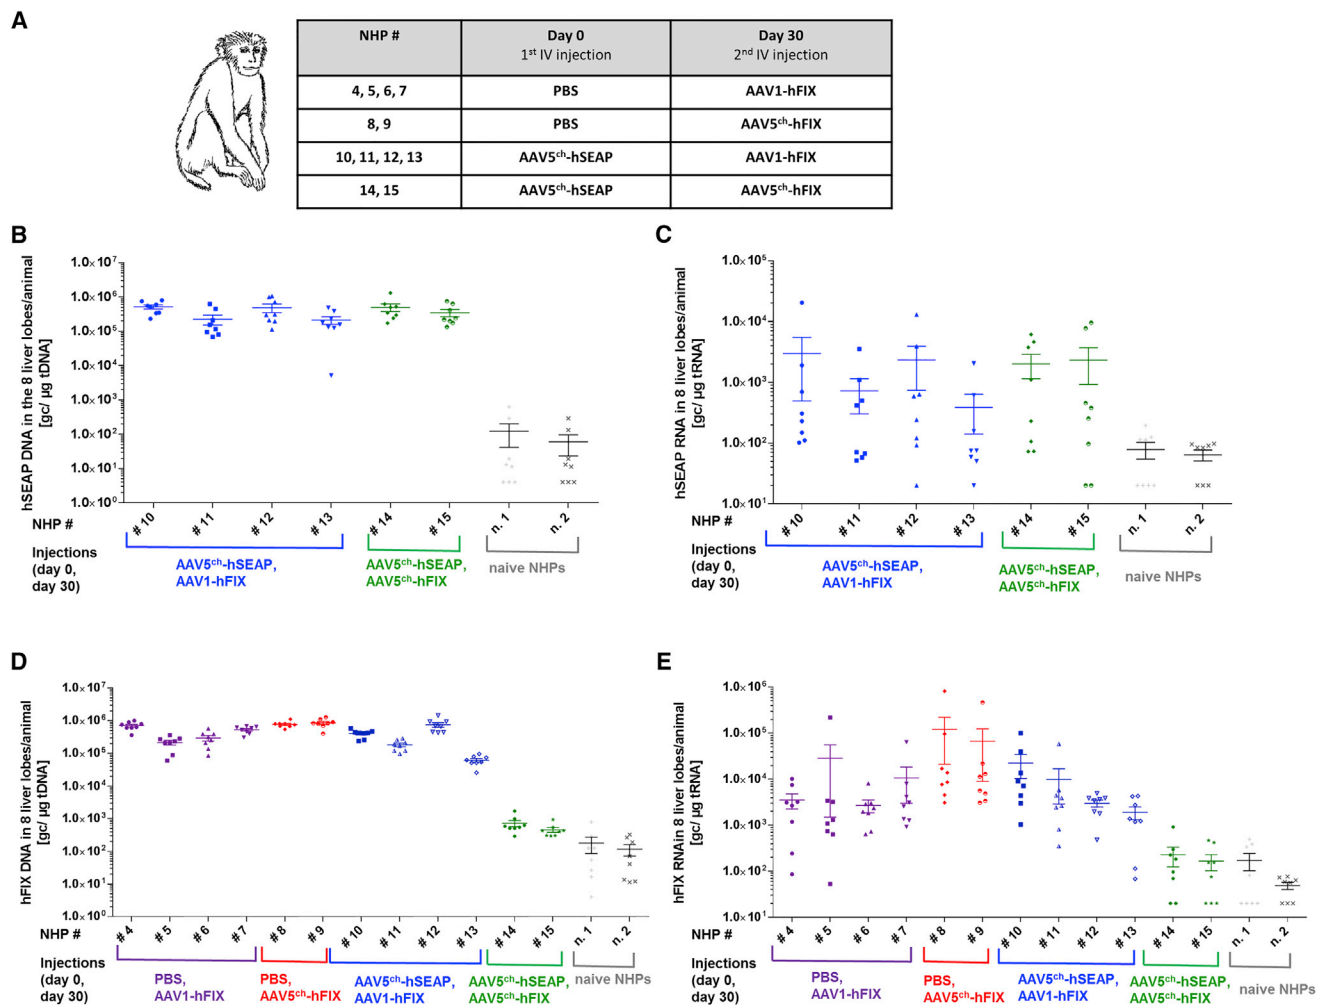 A
NHP #
Day 0
Day 30
1st IV injection
2nd IV injection
4, 5, 6, 7
PBS
AAV1-hFIX
8, 9
PBS
AAV5ch-hFIX
10, 11, 12, 13
AAV5ch-hSEAP
AAV1-hFIX
14, 15
AAV5ch-hSEAP
AAV5ch-hFIX
B
hSEAP DNA in the 8 liver lobes/animal
[gc/ µg tDNA]
1.0×10⁷
1.0×10⁶
1.0×10⁵
1.0×10⁴
1.0×10³
1.0×10²
1.0×10¹
1.0×10⁰
NHP #
# 10
# 11
# 12
# 13
# 14
# 15
n. 1
n. 2
Injections
(day 0,
day 30)
AAV5ch-hSEAP,
AAV1-hFIX
AAV5ch-hSEAP,
AAV5ch-hFIX
naive NHPs
C
hSEAP RNA in 8 liver lobes/animal
[gc/ µg tRNA]
1.0×10⁵
1.0×10⁴
1.0×10³
1.0×10²
1.0×10¹
NHP #
# 10
# 11
# 12
# 13
# 14
# 15
n. 1
n. 2
Injections
(day 0,
day 30)
AAV5ch-hSEAP,
AAV1-hFIX
AAV5ch-hSEAP,
AAV5ch-hFIX
naive NHPs
D
hFIX DNA in 8 liver lobes/animal
[gc/ µg tDNA]
1.0×10⁷
1.0×10⁶
1.0×10⁵
1.0×10⁴
1.0×10³
1.0×10²
1.0×10¹
1.0×10⁰
NHP #
# 4
# 5
# 6
# 7
# 8
# 9
# 10
# 11
# 12
# 13
# 14
# 15
n. 1
n. 2
Injections
(day 0,
day 30)
PBS,
AAV1-hFIX
PBS,
AAV5ch-hFIX
AAV5ch-hSEAP,
AAV1-hFIX
AAV5ch-hSEAP,
AAV5ch-hFIX
naive NHPs
E
hFIX RNAin 8 liver lobes/animal
[gc/ µg tRNA]
1.0×10⁶
1.0×10⁵
1.0×10⁴
1.0×10³
1.0×10²
1.0×10¹
NHP #
# 4
# 5
# 6
# 7
# 8
# 9
# 10
# 11
# 12
# 13
# 14
# 15
n. 1
n. 2
Injections
(day 0,
day 30)
PBS,
AAV1-hFIX
PBS,
AAV5ch-hFIX
AAV5ch-hSEAP,
AAV1-hFIX
AAV5ch-hSEAP,
AAV5ch-hFIX
naive NHPs